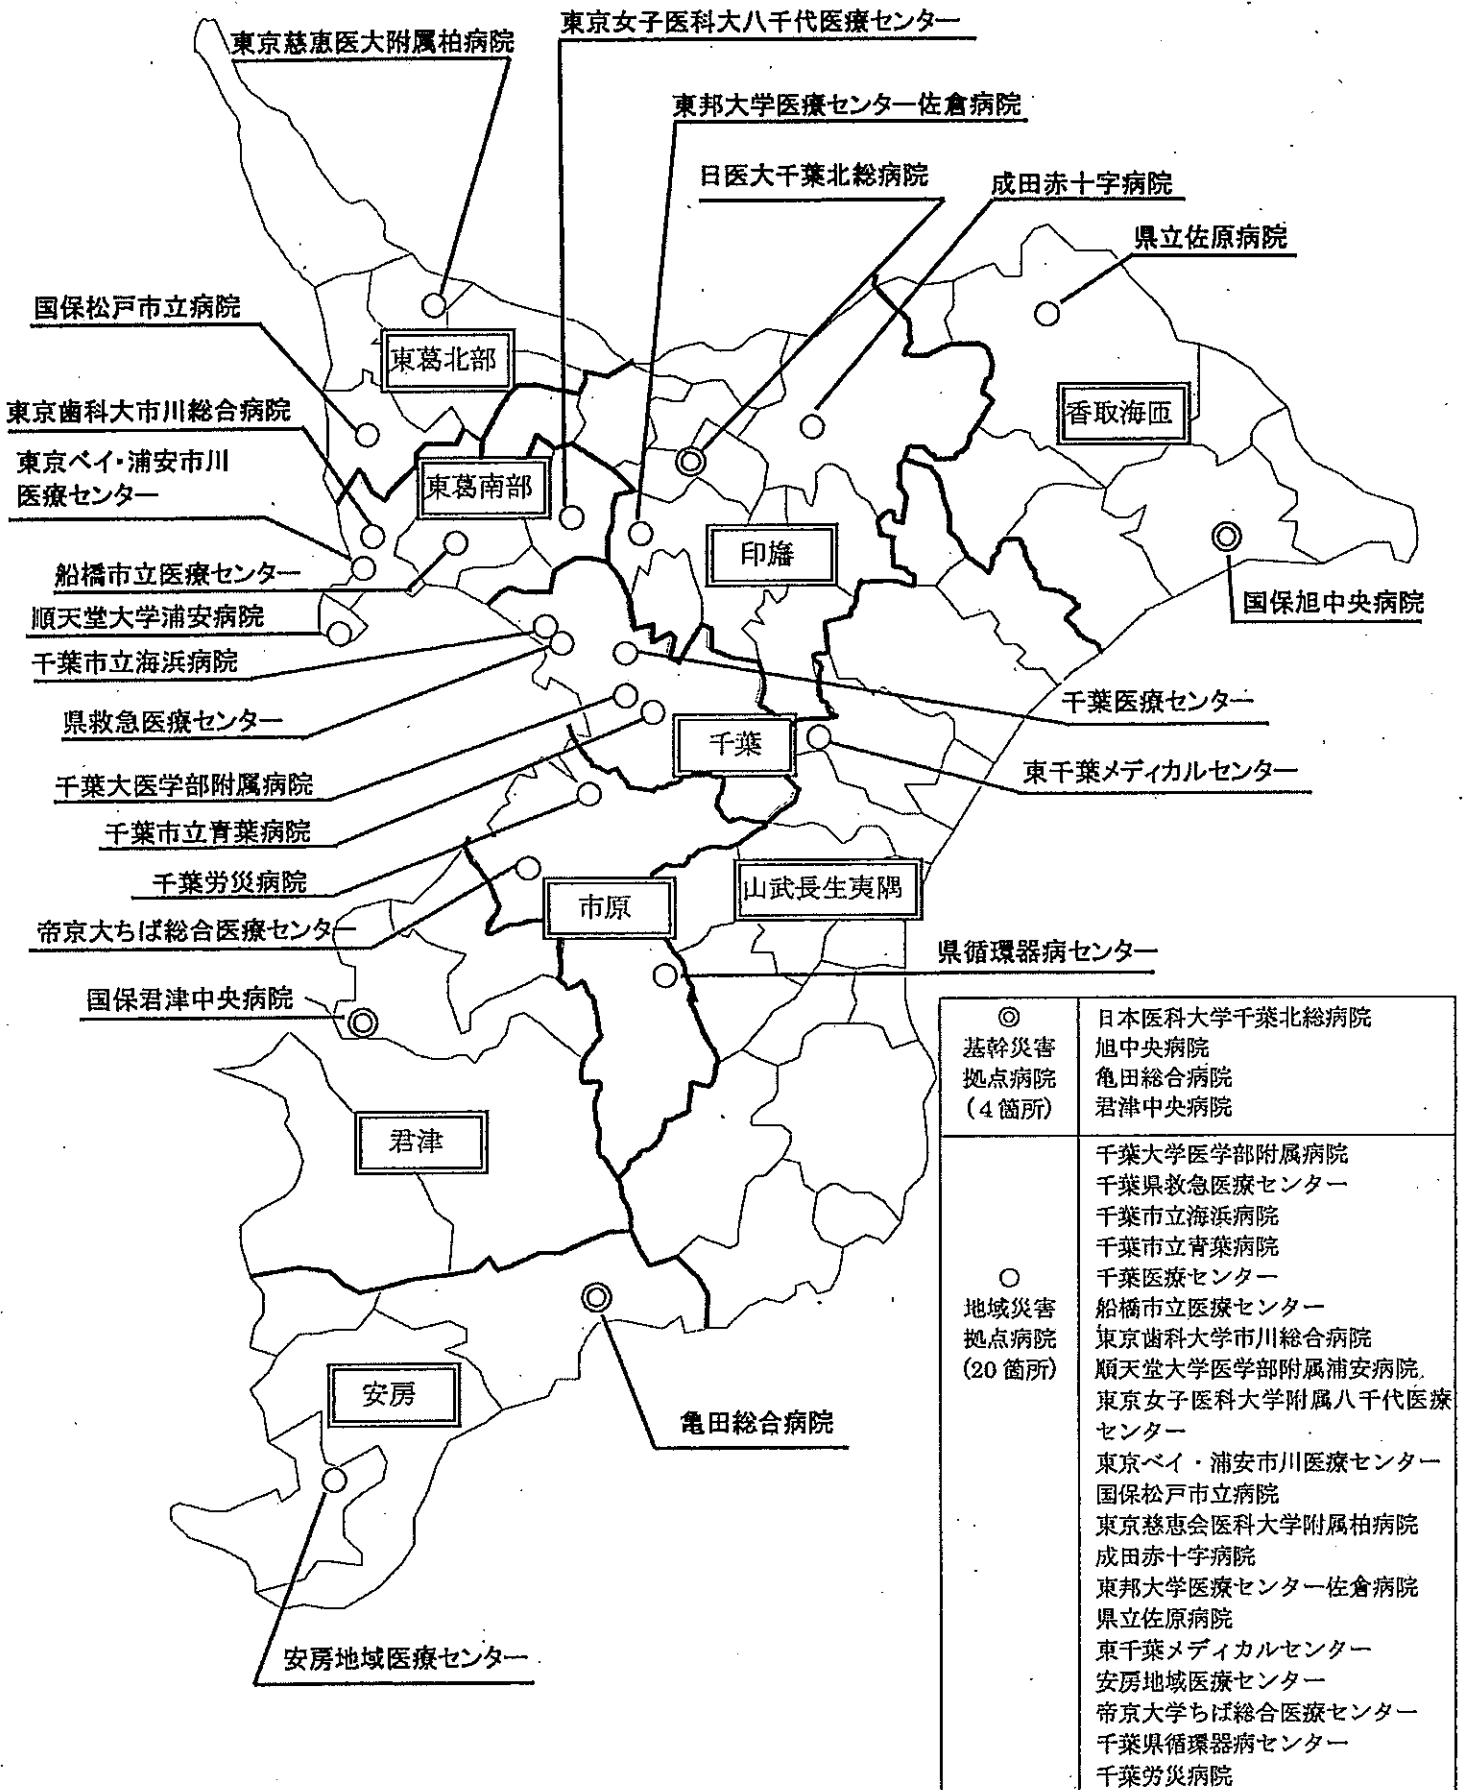 東京慈恵医大附属柏病院
東京女子医科大八千代医療センター
東邦大学医療センター佐倉病院
日医大千葉北総病院
成田赤十字病院
県立佐原病院
国保松戸市立病院
東葛北部
香取海匝
東京歯科大市川総合病院
東京ベイ・浦安市川
医療センター
東葛南部
印旛
船橋市立医療センター
国保旭中央病院
順天堂大学浦安病院
千葉市立海浜病院
千葉医療センター
県救急医療センター
千葉
東千葉メディカルセンター
千葉大医学部附属病院
千葉市立青葉病院
千葉労災病院
山武長生夷隅
市原
帝京大ちば総合医療センター
県循環器病センター
国保君津中央病院
君津
安房
亀田総合病院
安房地域医療センター
◎
基幹災害
拠点病院
(4箇所)
日本医科大学千葉北総病院
旭中央病院
亀田総合病院
君津中央病院
○
地域災害
拠点病院
(20箇所)
千葉大学医学部附属病院
千葉県救急医療センター
千葉市立海浜病院
千葉市立青葉病院
千葉医療センター
船橋市立医療センター
東京歯科大学市川総合病院
順天堂大学医学部附属浦安病院
東京女子医科大学附属八千代医療
センター
東京ベイ・浦安市川医療センター
国保松戸市立病院
東京慈恵会医科大学附属柏病院
成田赤十字病院
東邦大学医療センター佐倉病院
県立佐原病院
東千葉メディカルセンター
安房地域医療センター
帝京大学ちば総合医療センター
千葉県循環器病センター
千葉労災病院